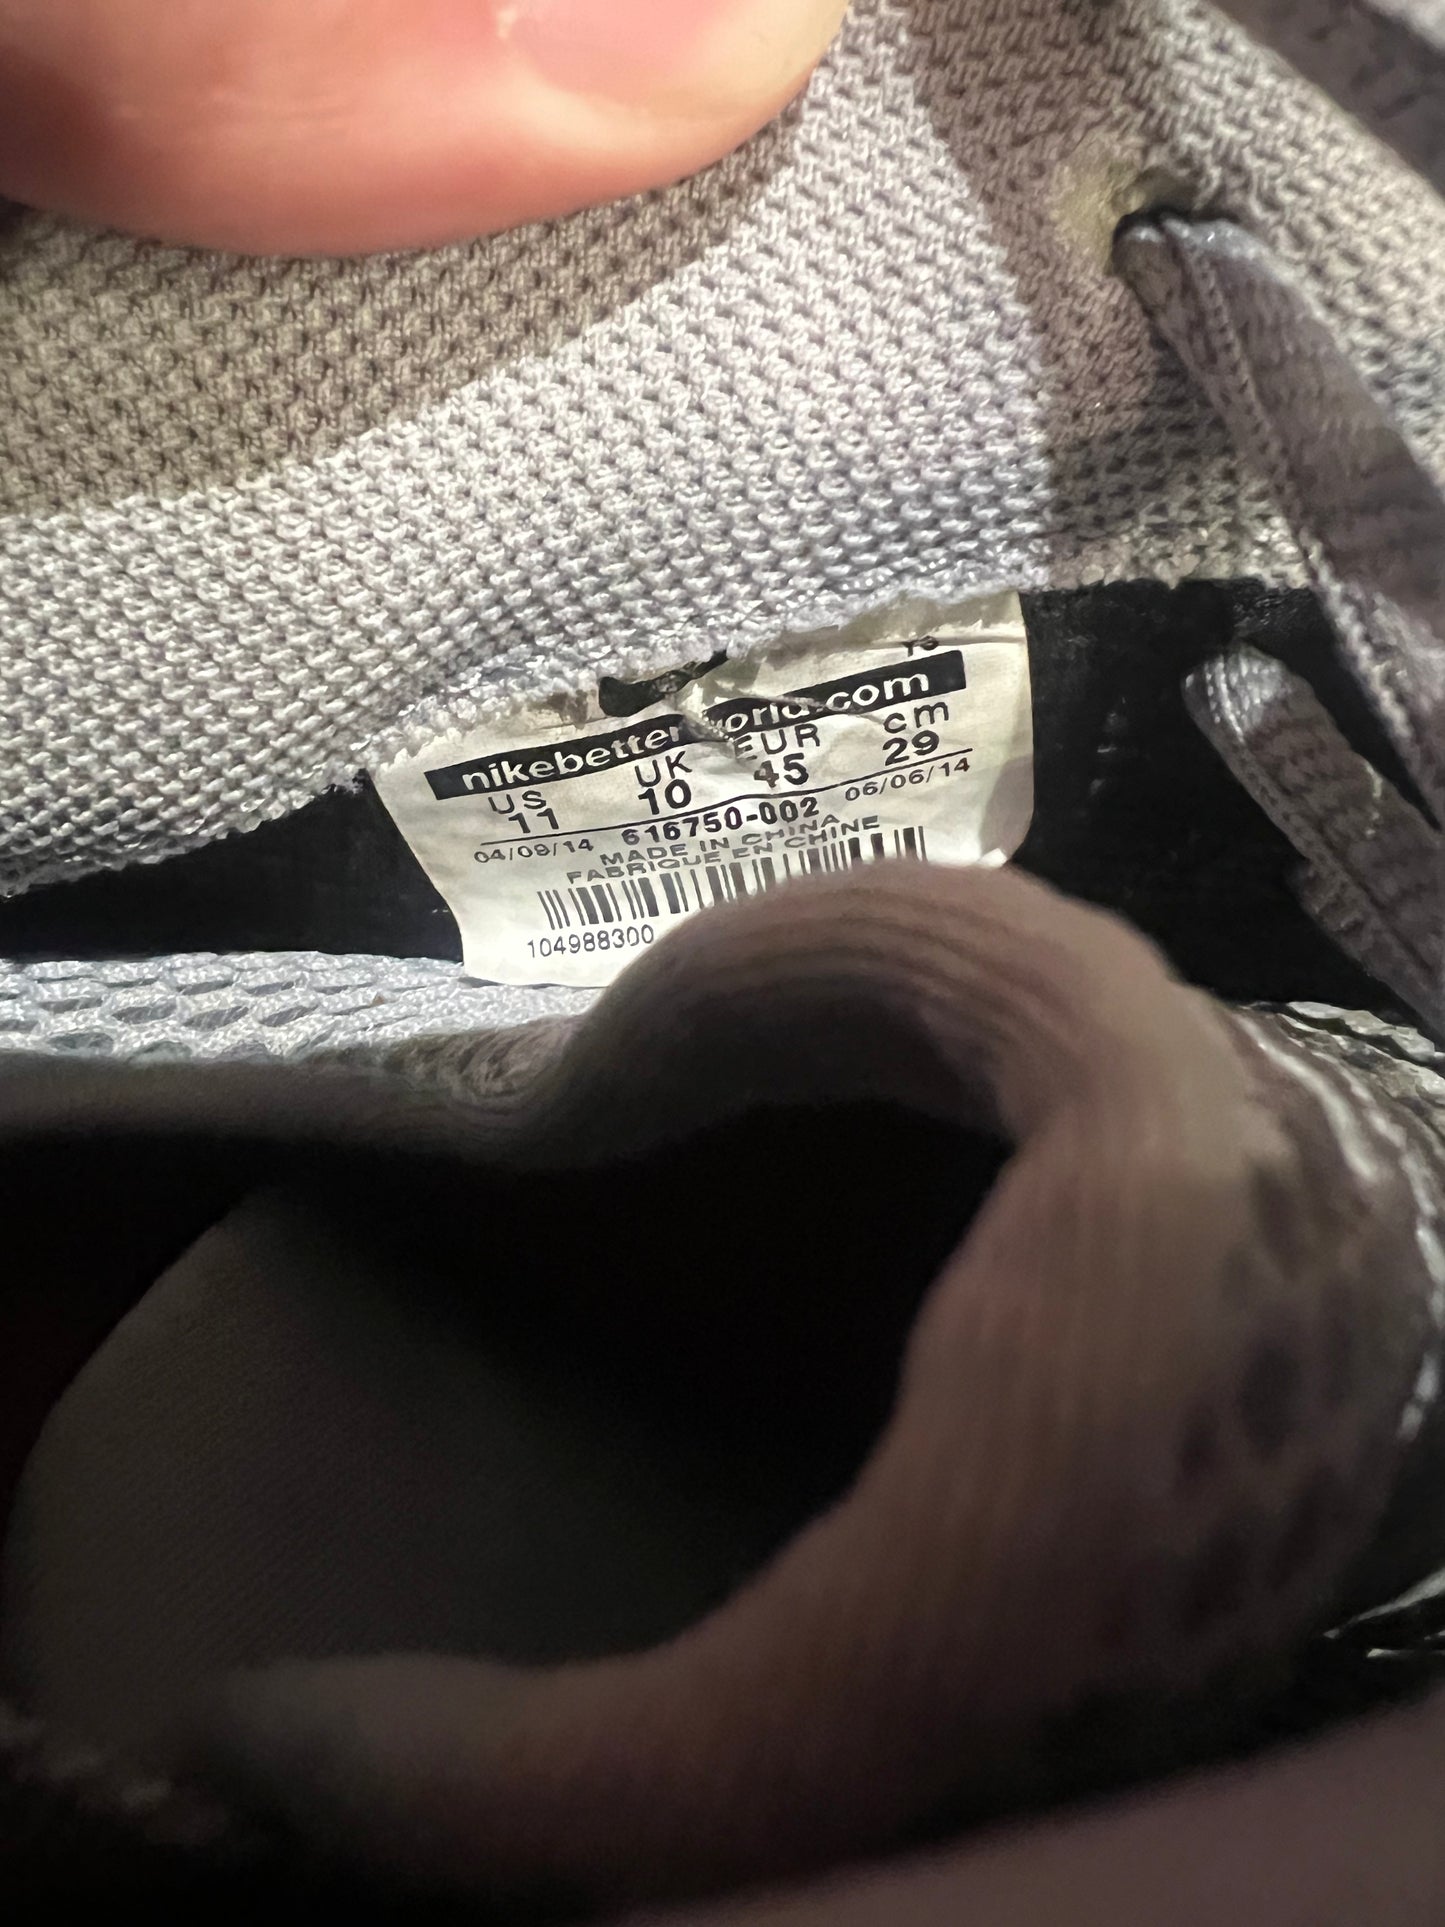 YS
nikebetterworld.com
US UK EUR cm
11 10 45 29
04/09/14 616750-002 06/06/14
MADE IN CHINA
FABRIQUE EN CHINE
104988300